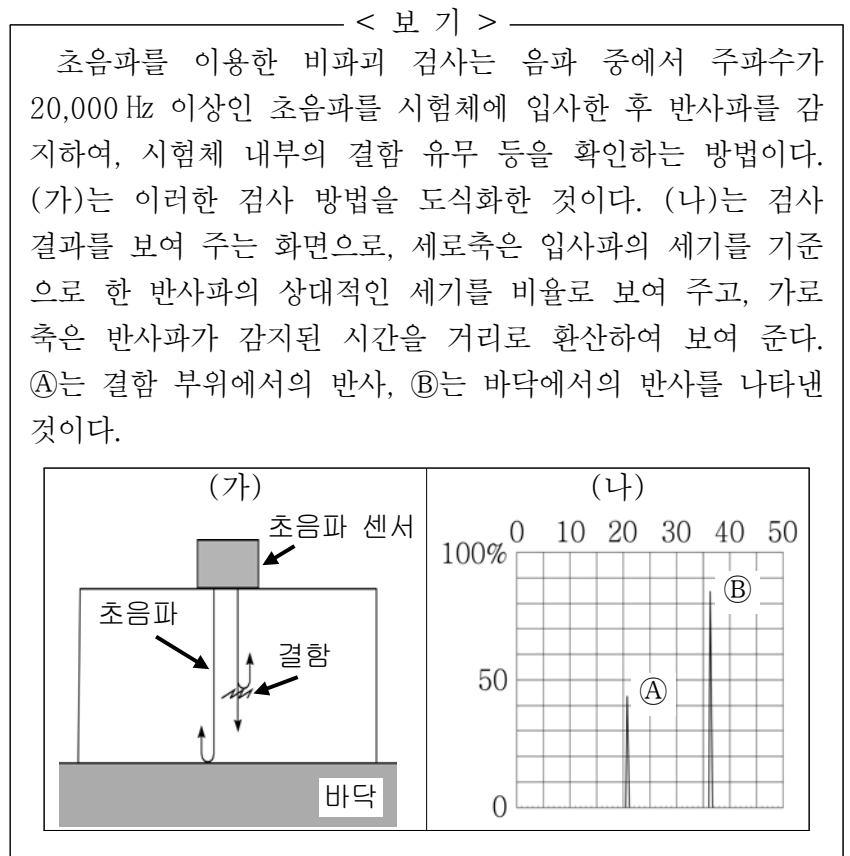 < 보 기 >
초음파를 이용한 비파괴 검사는 음파 중에서 주파수가
20,000 Hz 이상인 초음파를 시험체에 입사한 후 반사파를 감
지하여, 시험체 내부의 결함 유무 등을 확인하는 방법이다.
(가)는 이러한 검사 방법을 도식화한 것이다. (나)는 검사
결과를 보여 주는 화면으로, 세로축은 입사파의 세기를 기준
으로 한 반사파의 상대적인 세기를 비율로 보여 주고, 가로
축은 반사파가 감지된 시간을 거리로 환산하여 보여 준다.
Ⓐ는 결함 부위에서의 반사, Ⓑ는 바닥에서의 반사를 나타낸
것이다.
(가)
초음파 센서
초음파
결함
바닥
(나)
0 10 20 30 40 50
100%
Ⓑ
50
Ⓐ
0